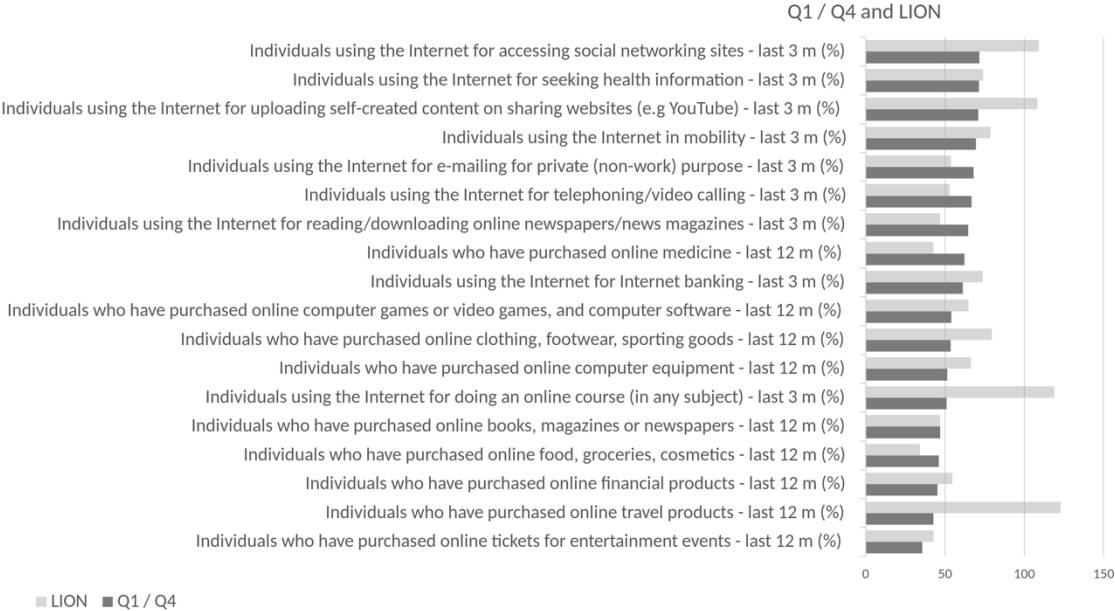 Q1 / Q4 and LION
Individuals using the Internet for accessing social networking sites - last 3 m (%)
Individuals using the Internet for seeking health information - last 3 m (%)
Individuals using the Internet for uploading self-created content on sharing websites (e.g YouTube) - last 3 m (%)
Individuals using the Internet in mobility - last 3 m (%)
Individuals using the Internet for e-mailing for private (non-work) purpose - last 3 m (%)
Individuals using the Internet for telephoning/video calling - last 3 m (%)
Individuals using the Internet for reading/downloading online newspapers/news magazines - last 3 m (%)
Individuals who have purchased online medicine - last 12 m (%)
Individuals using the Internet for Internet banking - last 3 m (%)
Individuals who have purchased online computer games or video games, and computer software - last 12 m (%)
Individuals who have purchased online clothing, footwear, sporting goods - last 12 m (%)
Individuals who have purchased online computer equipment - last 12 m (%)
Individuals using the Internet for doing an online course (in any subject) - last 3 m (%)
Individuals who have purchased online books, magazines or newspapers - last 12 m (%)
Individuals who have purchased online food, groceries, cosmetics - last 12 m (%)
Individuals who have purchased online financial products - last 12 m (%)
Individuals who have purchased online travel products - last 12 m (%)
Individuals who have purchased online tickets for entertainment events - last 12 m (%)
0 50 100 150
LION Q1 / Q4